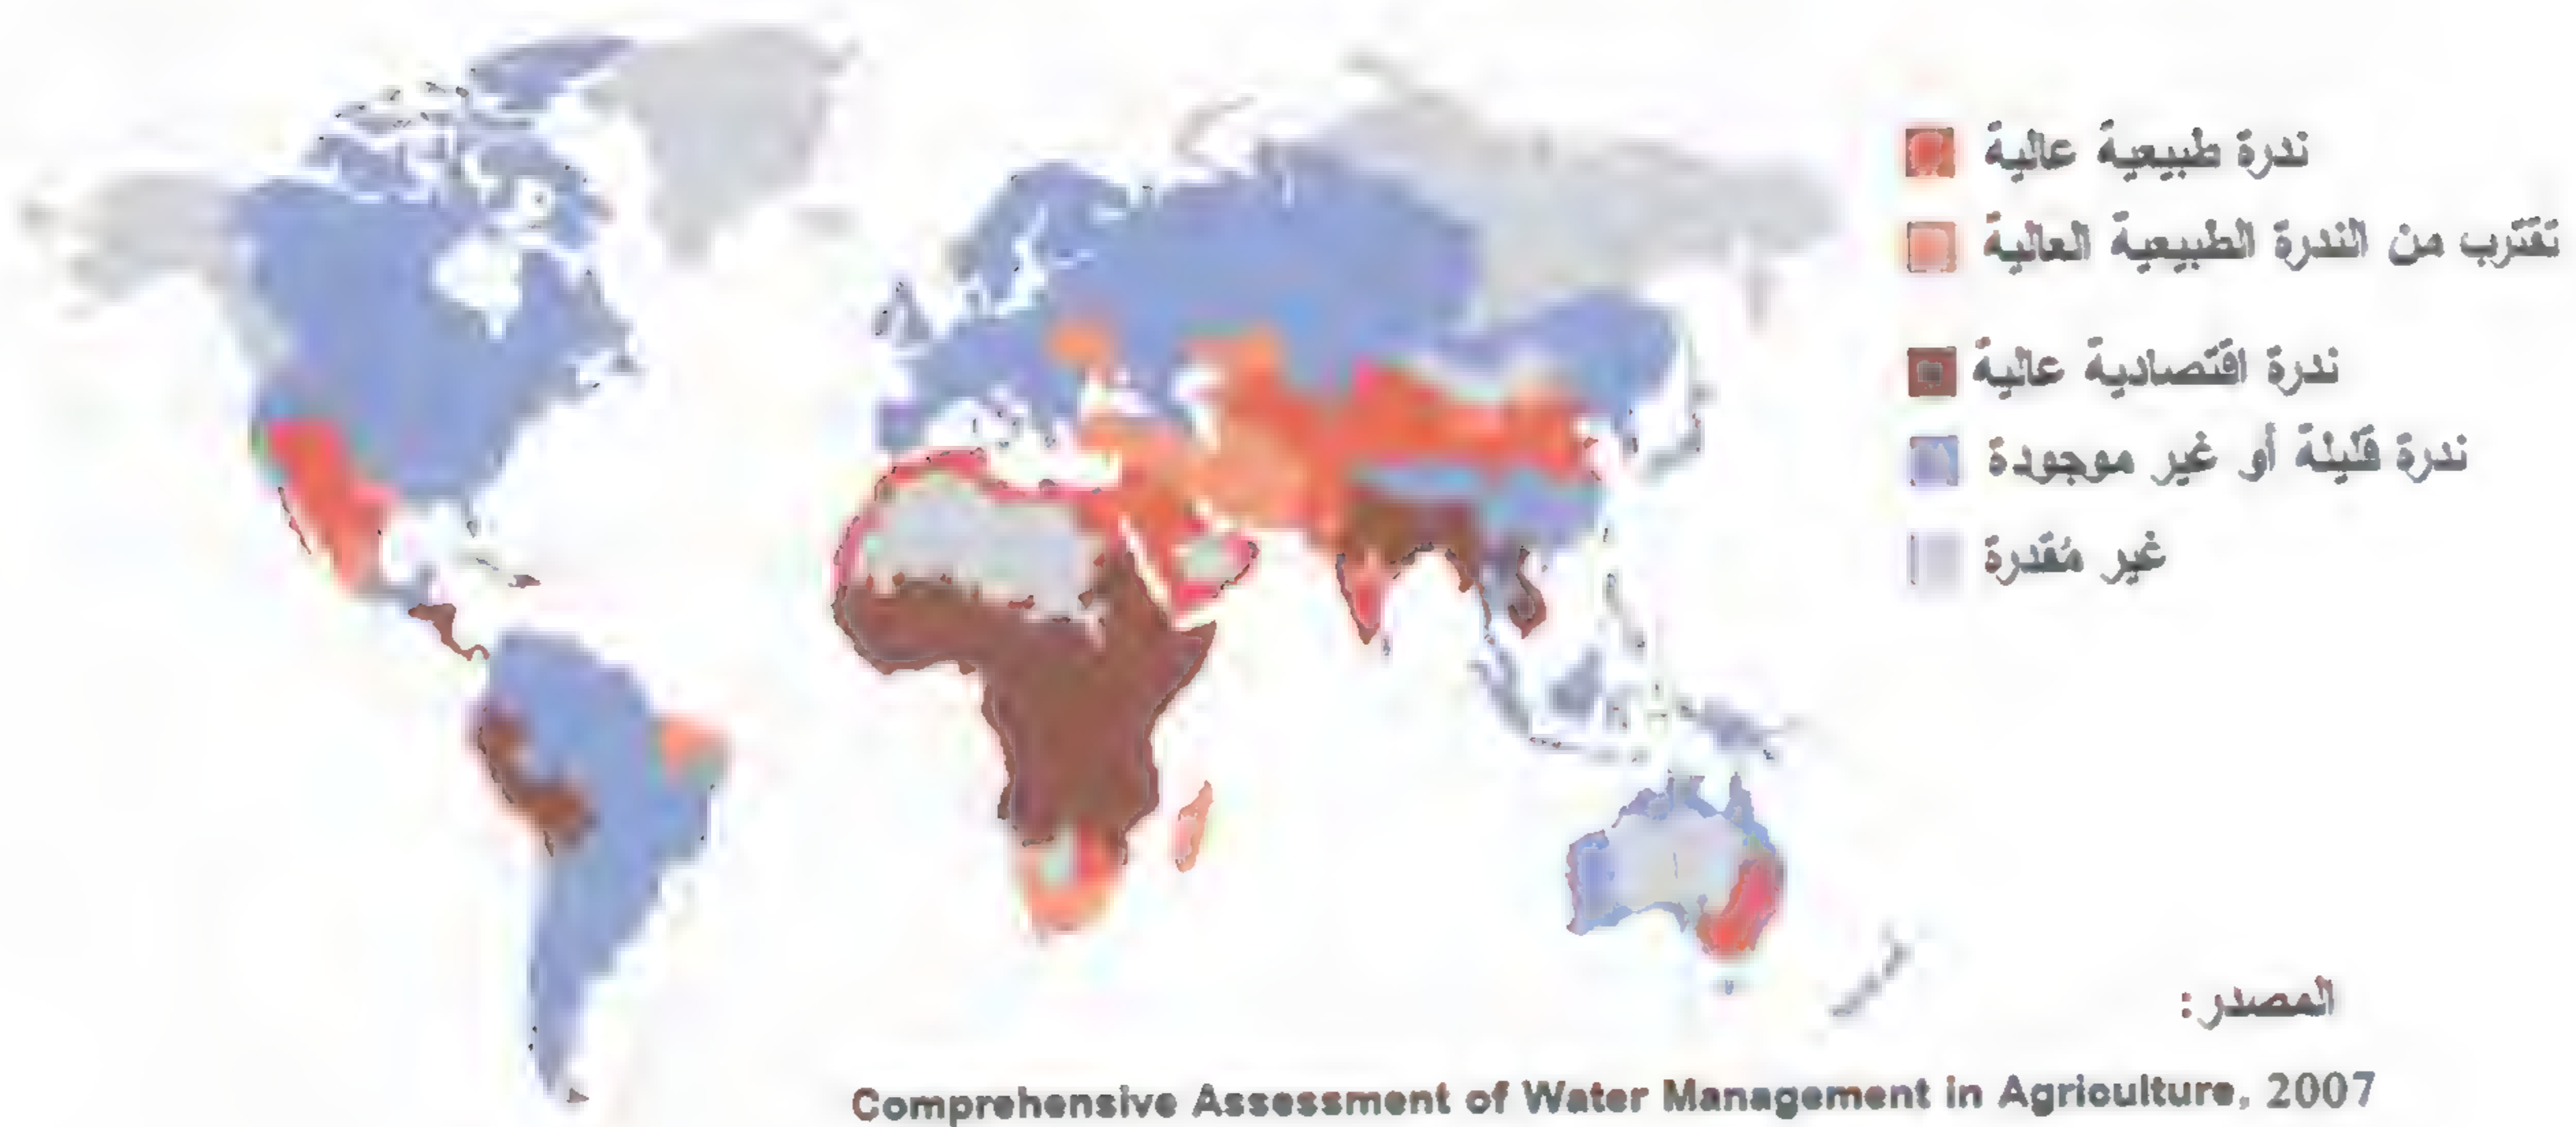 ندرة طبيعية عالية
تقترب من الندرة الطبيعية العالية
ندرة اقتصادية عالية
ندرة قليلة أو غير موجودة
غير مُقدرة
المصدر:
Comprehensive Assessment of Water Management in Agriculture, 2007